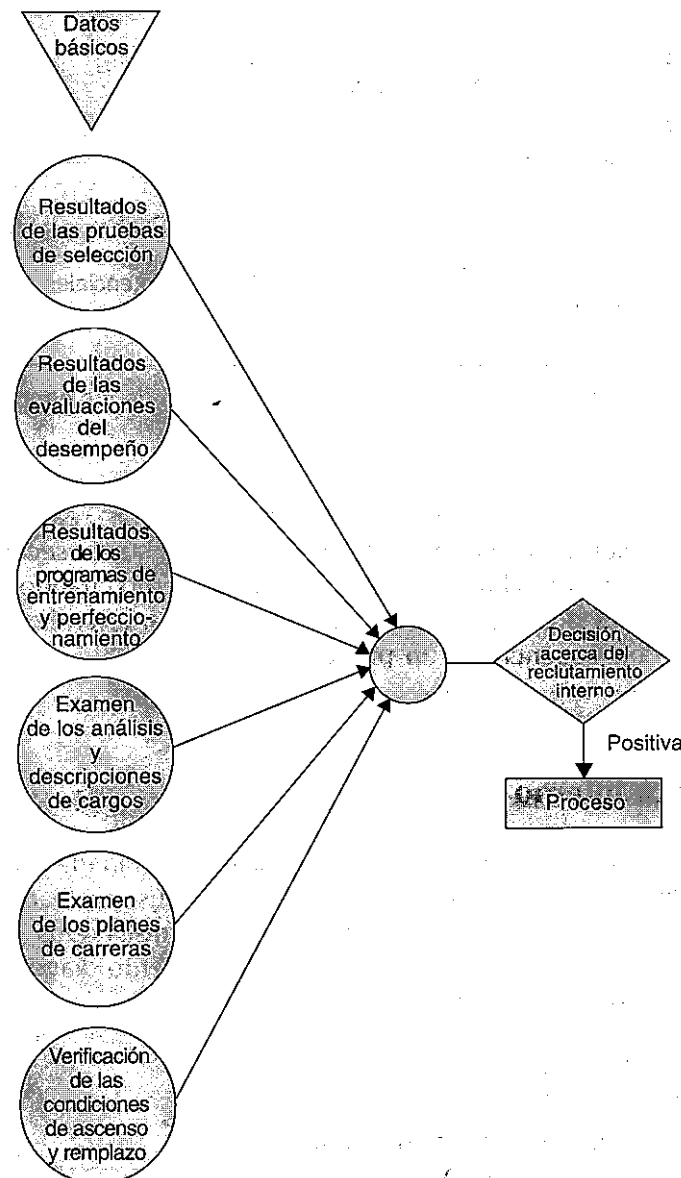 Datos
básicos
Resultados
de las pruebas
de selección
Resultados
de las
evaluaciones
del
desempeño
Resultados
de los
programas de
entrenamiento
y perfeccio-
namiento
Examen
de los análisis
y
descripciones
de cargos
Examen
de los planes
de carreras
Verificación
de las
condiciones
de ascenso
y remplazo
Decisión
acerca del
reclutamiento
interno
Positiva
Proceso